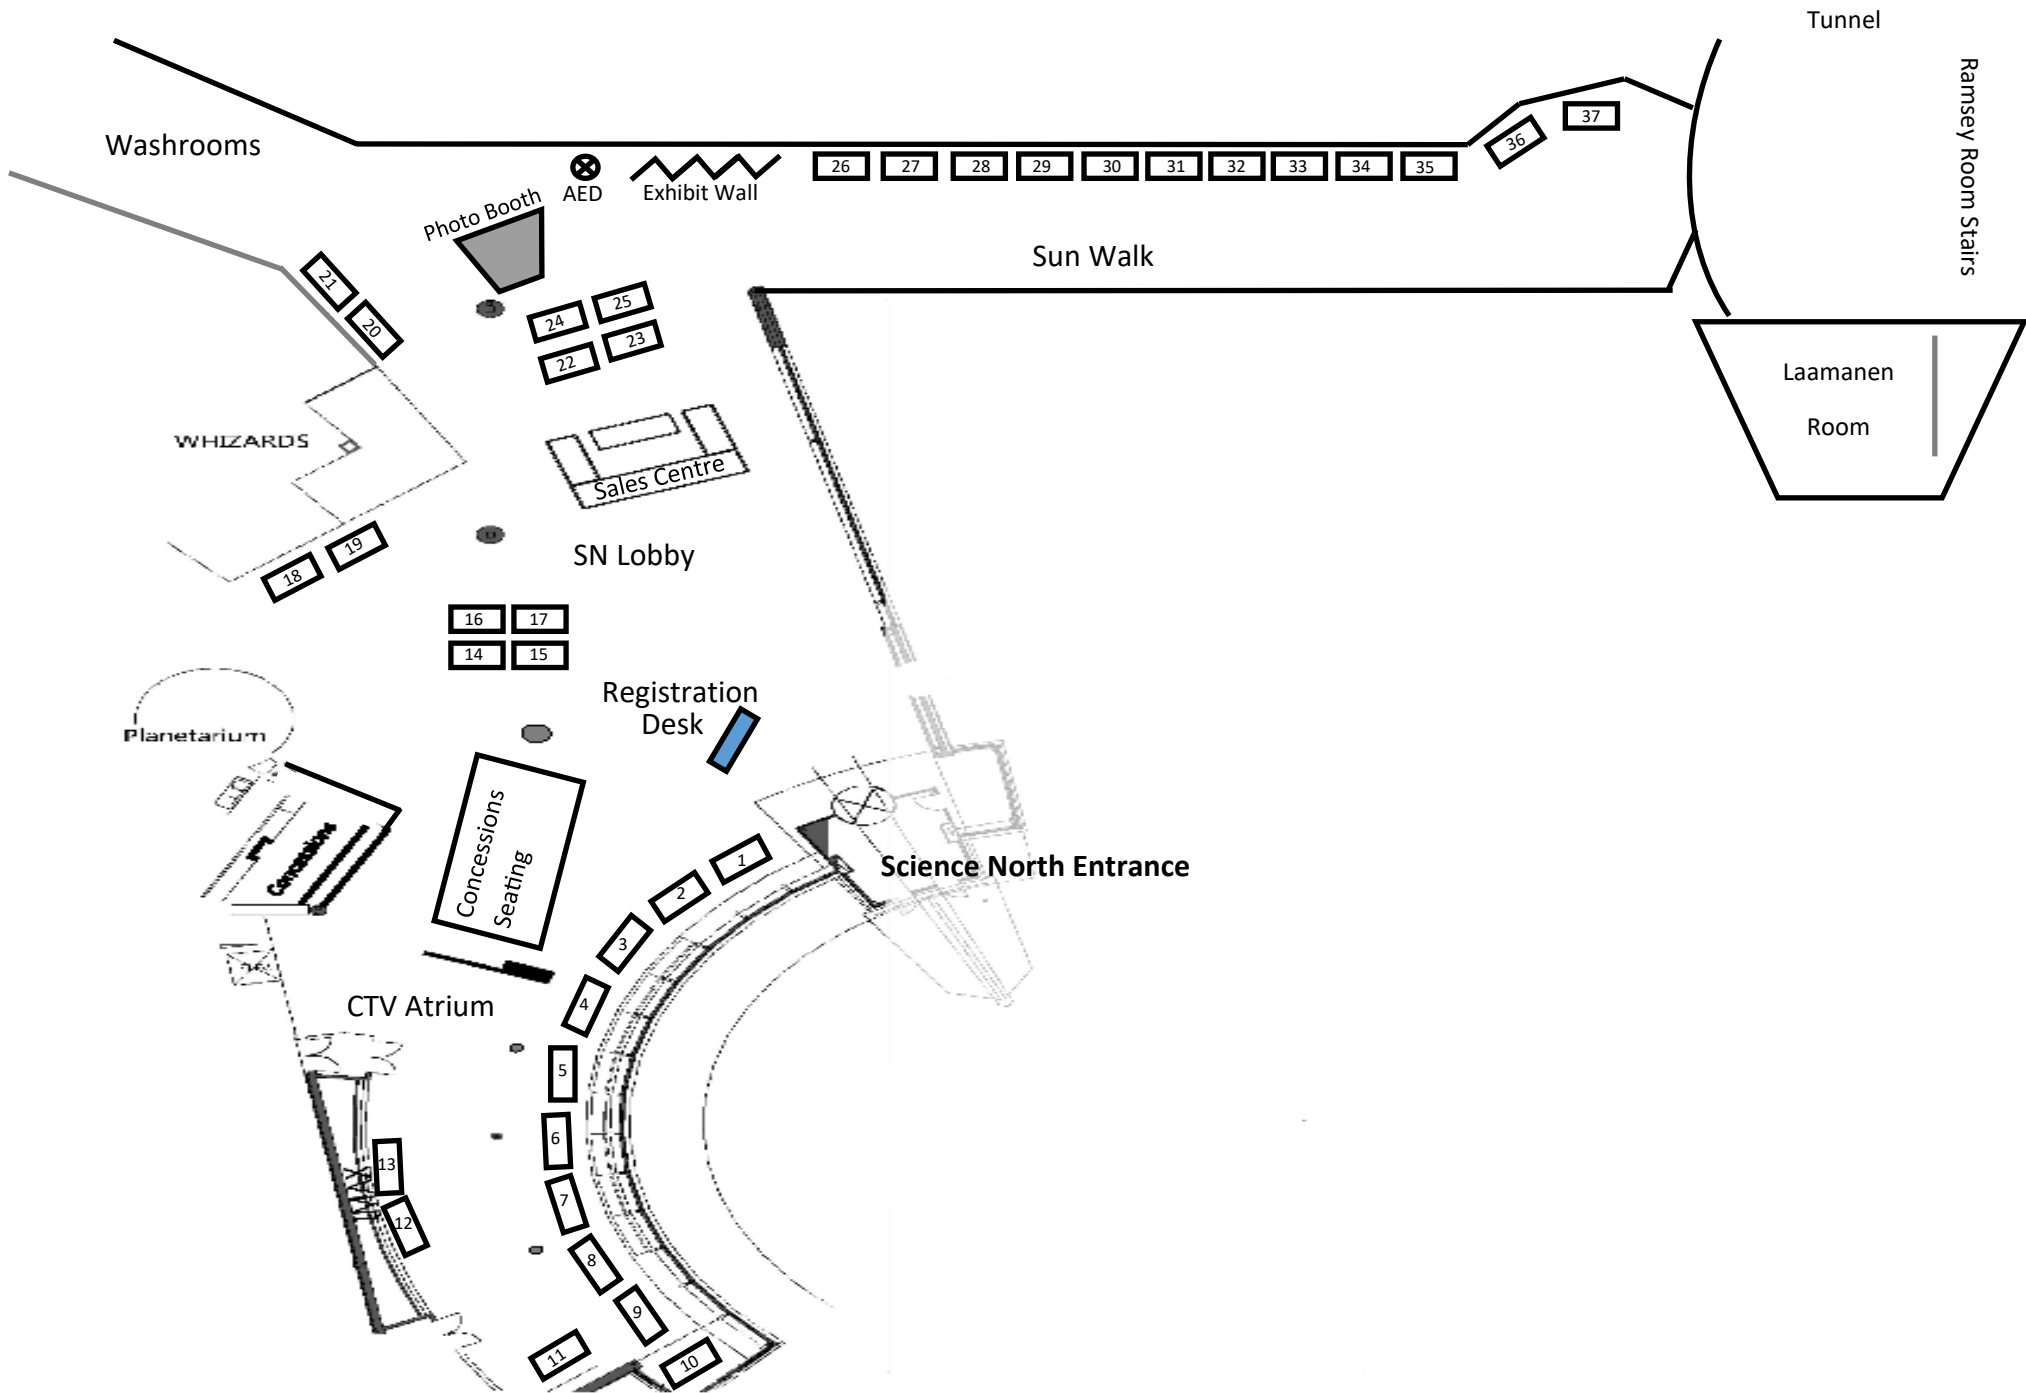 Tunnel
Ramsey Room Stairs
Washrooms
37
36
26 27 28 29 30 31 32 33 34 35
AED
Exhibit Wall
Photo Booth
Sun Walk
21
20
24 25
22 23
Laamanen
Room
WHIZARDS
Sales Centre
SN Lobby
19
18
16 17
14 15
Registration
Desk
Planetarium
Concessions
Concessions
Seating
1
2
3
4
Science North Entrance
CTV Atrium
5
6
7
8
9
10
11
12
13
IMAX